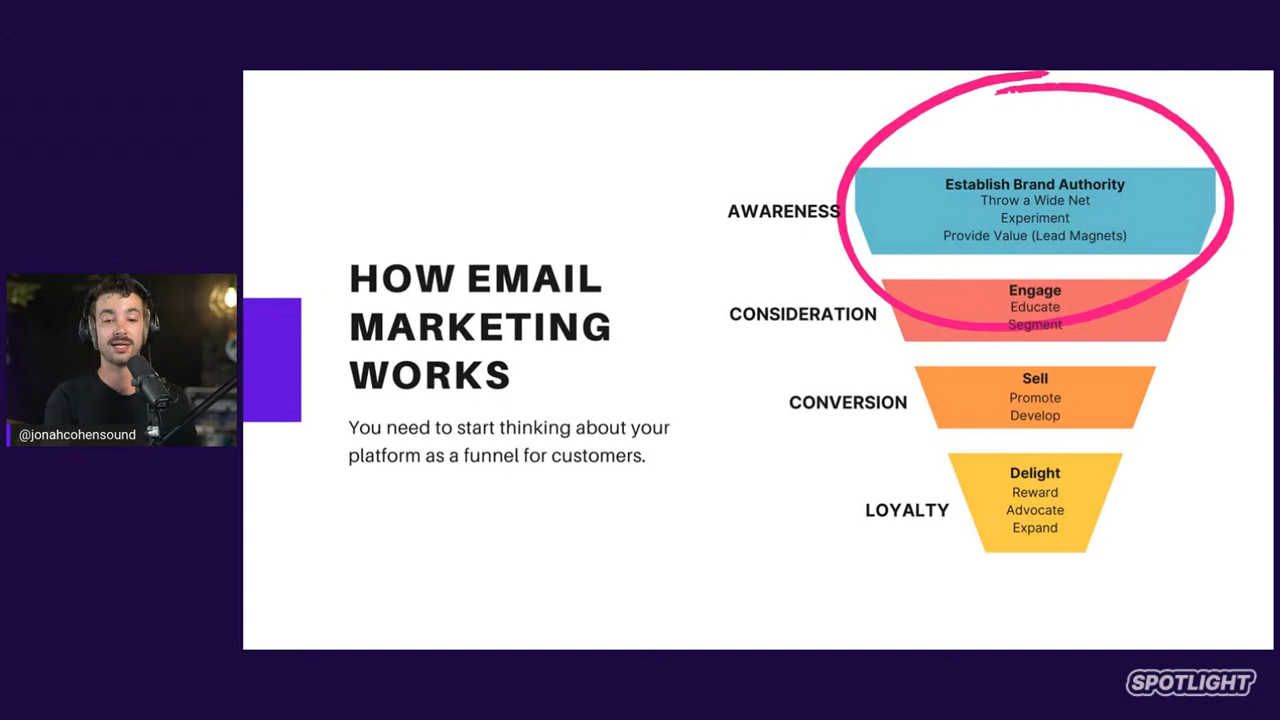 HOW EMAIL
MARKETING
WORKS
You need to start thinking about your
platform as a funnel for customers.
AWARENESS
Establish Brand Authority
Throw a Wide Net
Experiment
Provide Value (Lead Magnets)
CONSIDERATION
Engage
Educate
Segment
CONVERSION
Sell
Promote
Develop
LOYALTY
Delight
Reward
Advocate
Expand
@jonahcohensound
SPOTLIGHT